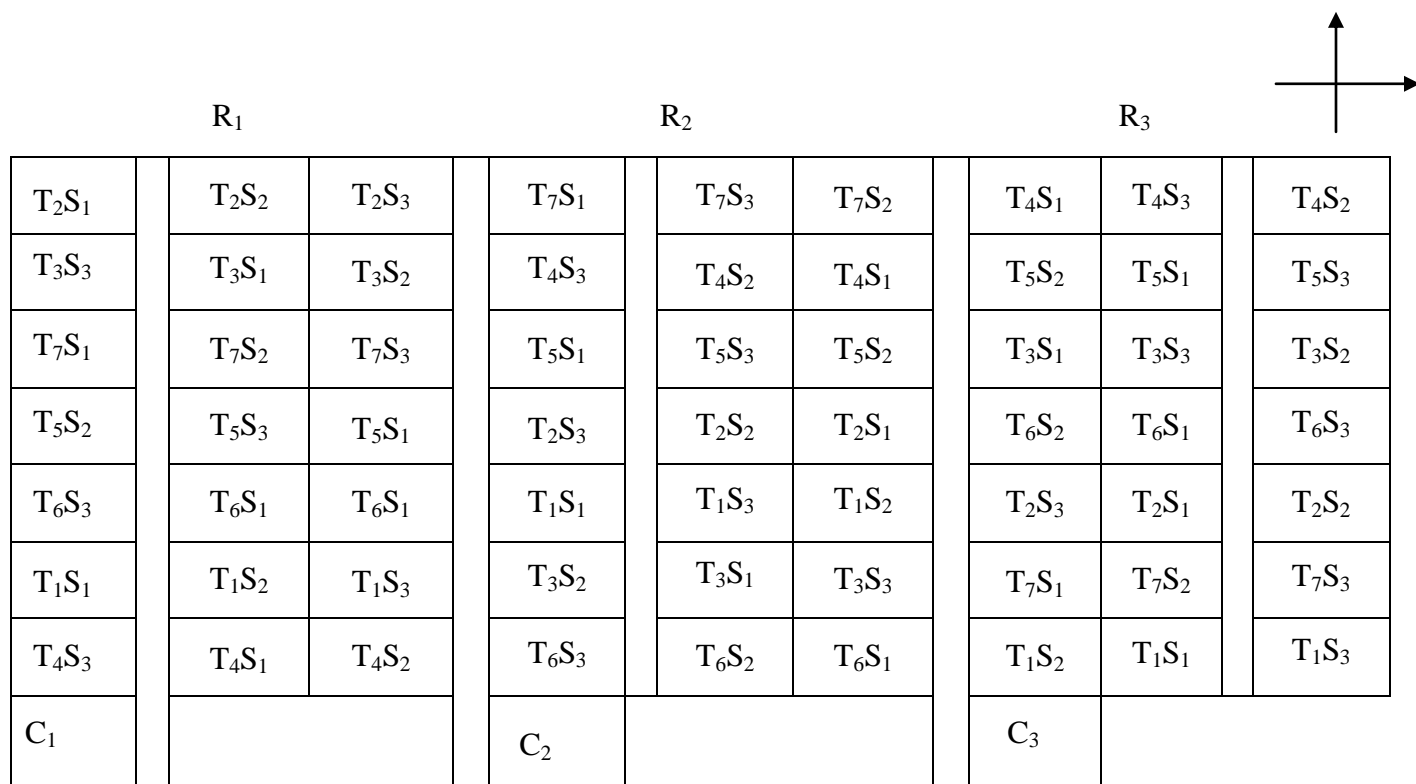 R₁ R₂ R₃
T₂S₁ T₂S₂ T₂S₃ T₇S₁ T₇S₃ T₇S₂ T₄S₁ T₄S₃ T₄S₂
T₃S₃ T₃S₁ T₃S₂ T₄S₃ T₄S₂ T₄S₁ T₅S₂ T₅S₁ T₅S₃
T₇S₁ T₇S₂ T₇S₃ T₅S₁ T₅S₃ T₅S₂ T₃S₁ T₃S₃ T₃S₂
T₅S₂ T₅S₃ T₅S₁ T₂S₃ T₂S₂ T₂S₁ T₆S₂ T₆S₁ T₆S₃
T₆S₃ T₆S₁ T₆S₁ T₁S₁ T₁S₃ T₁S₂ T₂S₃ T₂S₁ T₂S₂
T₁S₁ T₁S₂ T₁S₃ T₃S₂ T₃S₁ T₃S₃ T₇S₁ T₇S₂ T₇S₃
T₄S₃ T₄S₁ T₄S₂ T₆S₃ T₆S₂ T₆S₁ T₁S₂ T₁S₁ T₁S₃
C₁ C₂ C₃